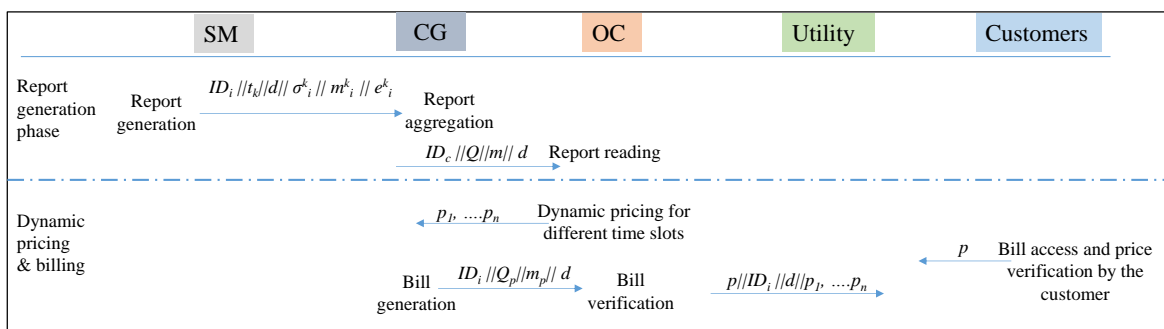 SM CG OC Utility Customers
Report
generation
phase
Report
generation
ID_i ||t_k||d|| σ^k_i || m^k_i || e^k_i
Report
aggregation
ID_c ||Q||m|| d
Report reading
Dynamic
pricing
& billing
p_1, ....p_n
Dynamic pricing for
different time slots
p
Bill access and price
verification by the
customer
Bill
generation
ID_i ||Q_p||m_p|| d
Bill
verification
p||ID_i ||d||p_1, ....p_n